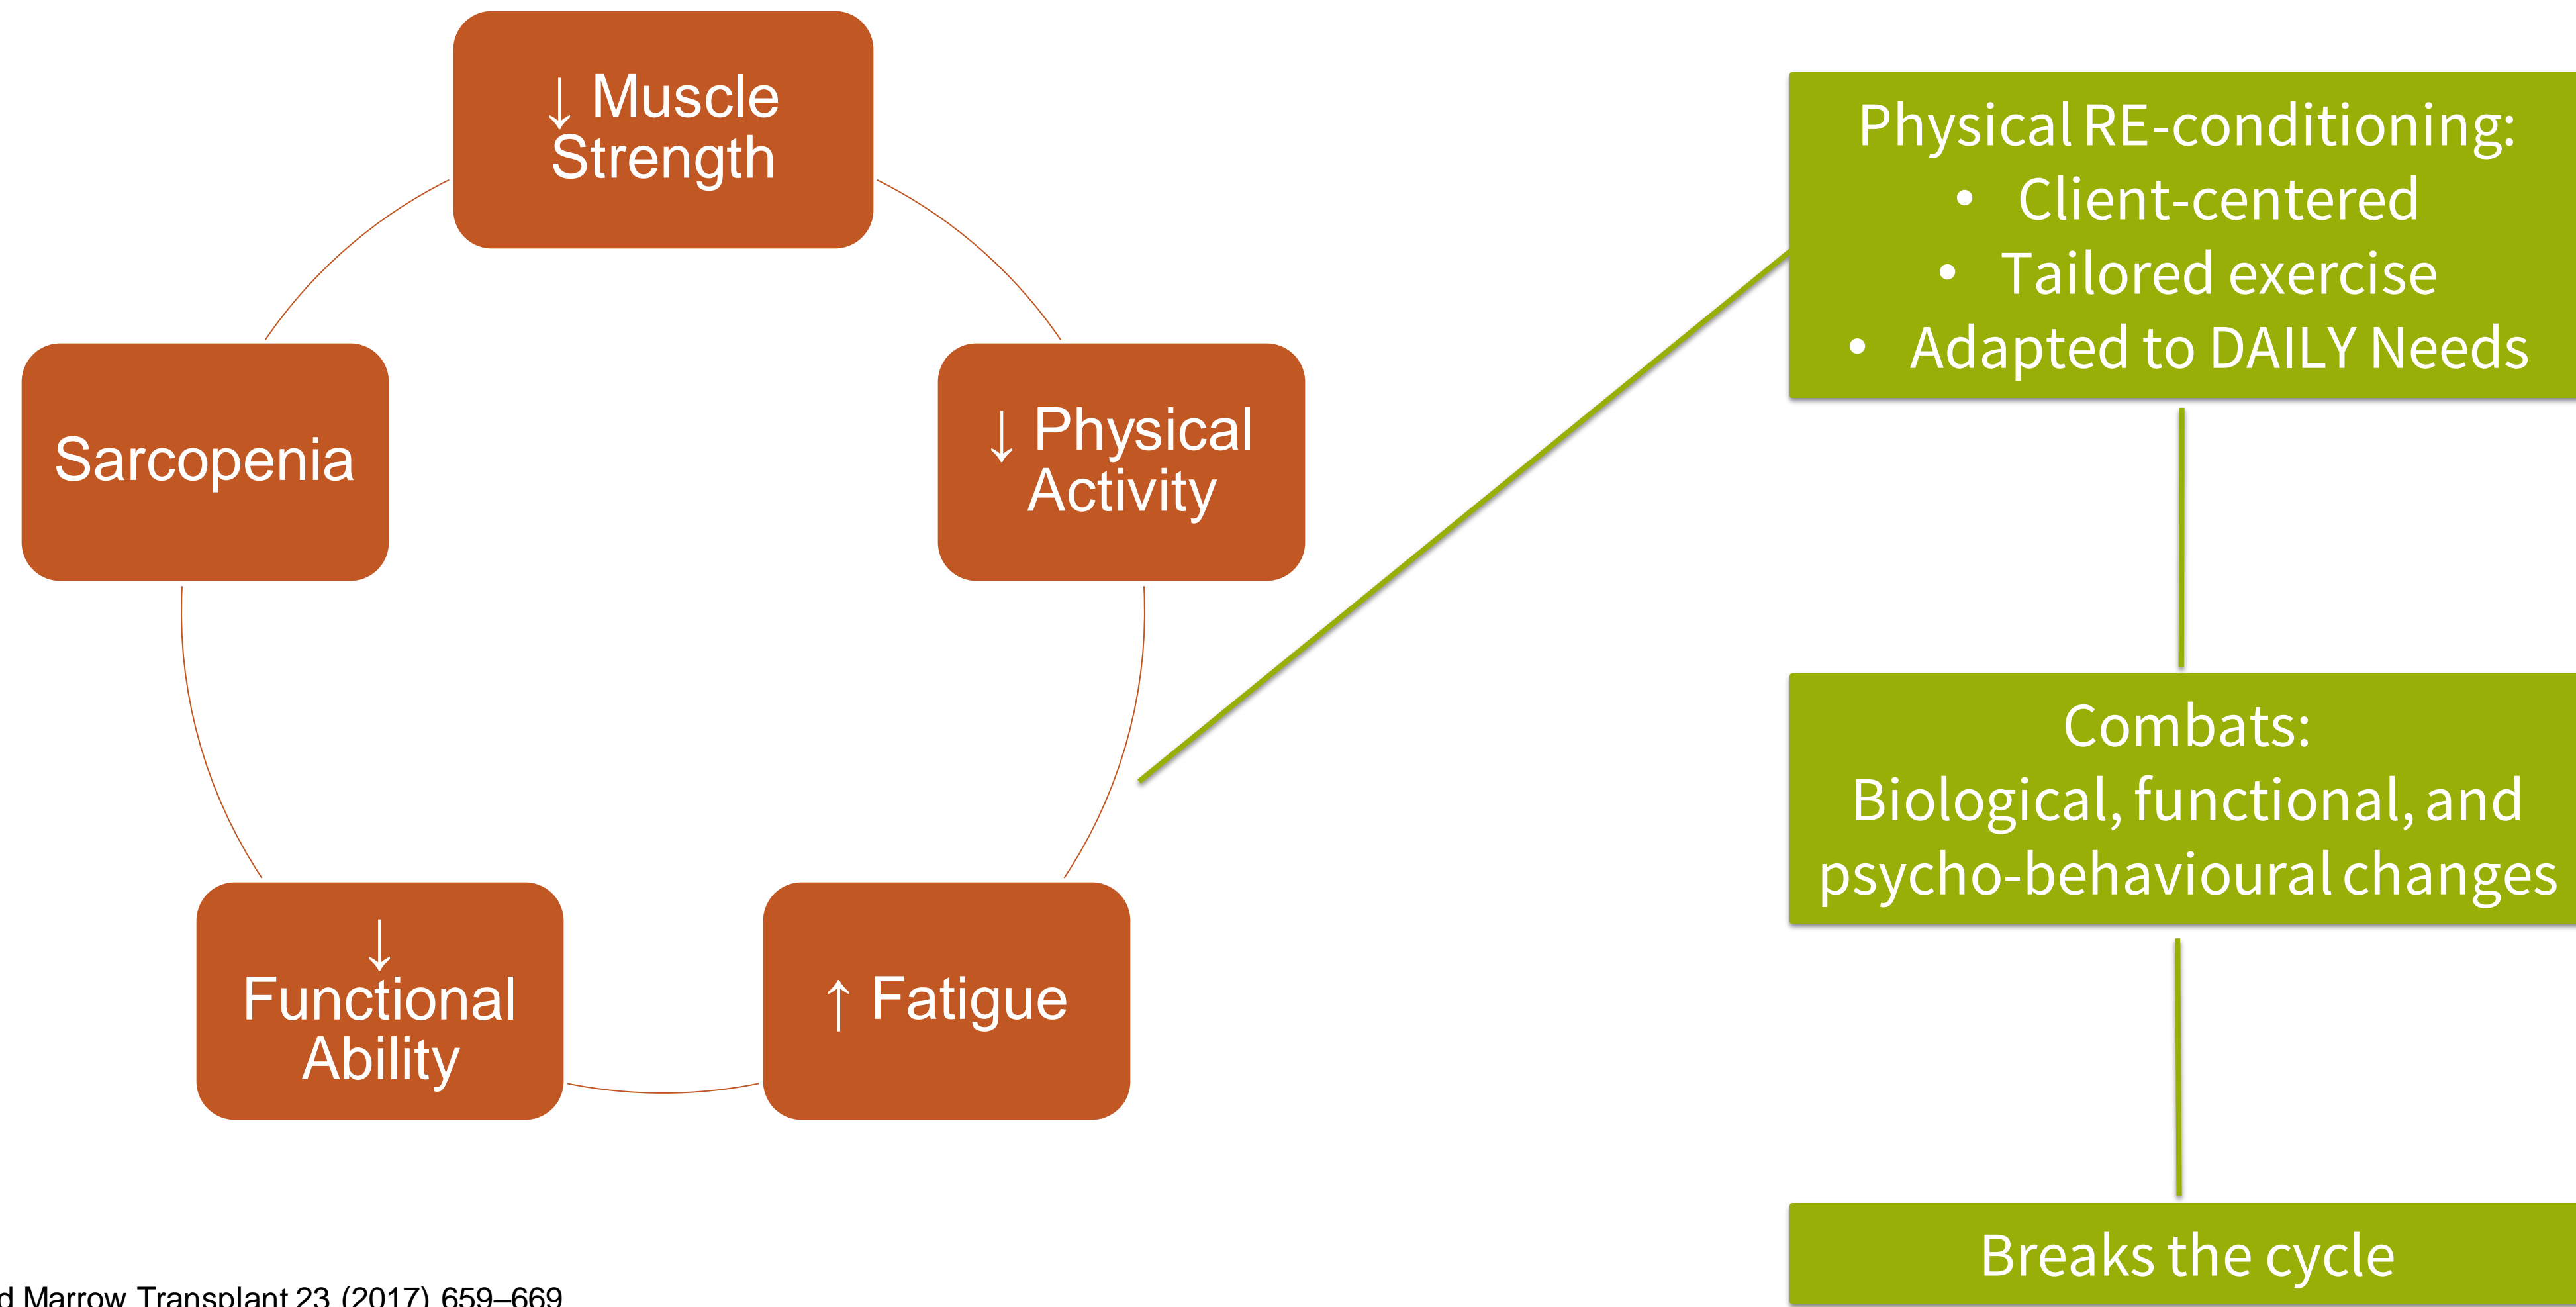 ↓ Muscle
Strength
↓ Physical
Activity
↑ Fatigue
↓
Functional
Ability
Sarcopenia
Physical RE-conditioning:
• Client-centered
• Tailored exercise
• Adapted to DAILY Needs
Combats:
Biological, functional, and
psycho-behavioural changes
Breaks the cycle
Marrow Transplant 23 (2017) 659–669